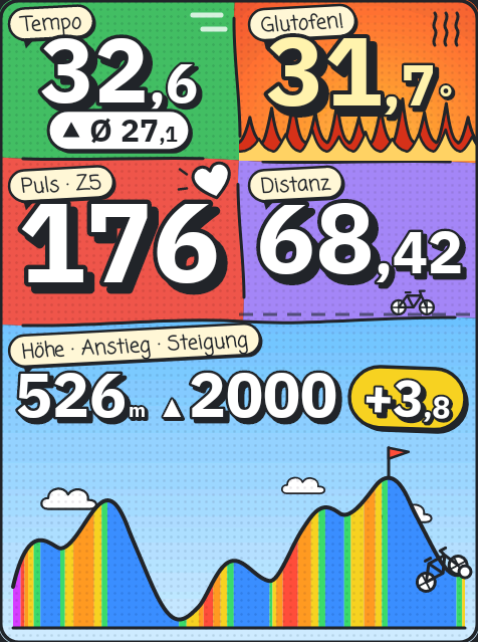 Tempo
32,6
▲ Ø 27,1
Glutofen!
31,7°
Puls · Z5
176
Distanz
68,42
Höhe · Anstieg · Steigung
526m ▲2000 +3,8